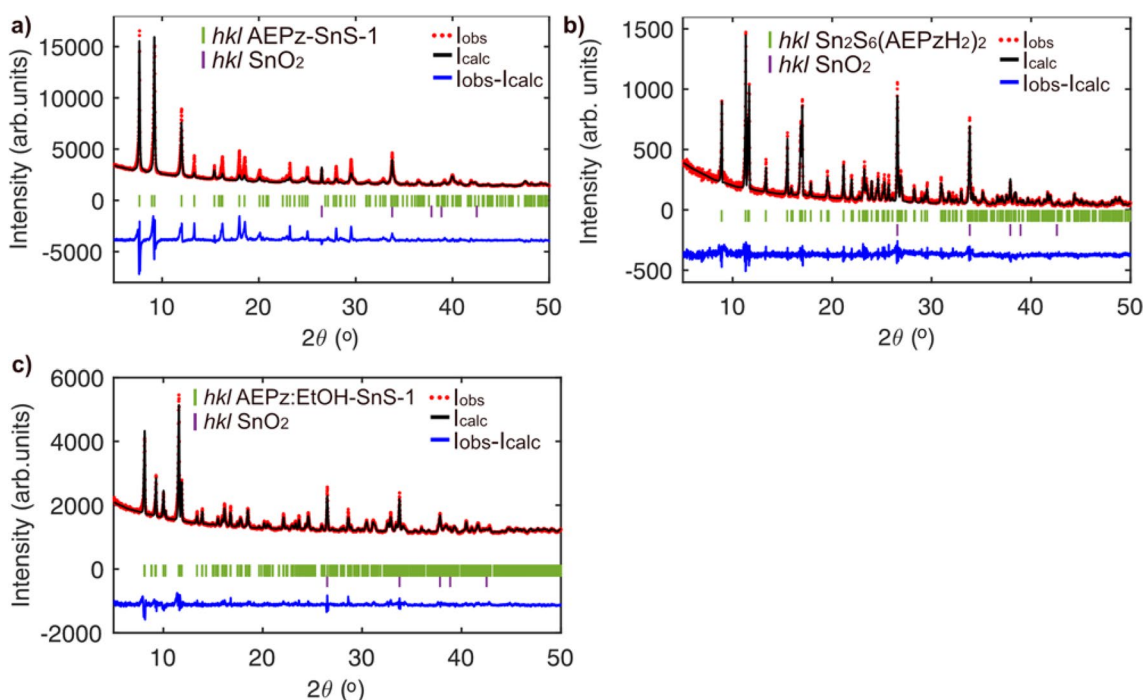 a)
15000
10000
5000
0
-5000
Intensity (arb.units)
hkl AEPz-SnS-1
hkl SnO2
Iobs
Icalc
Iobs-Icalc
10 20 30 40 50
2θ (o)
b)
1500
1000
500
0
-500
Intensity (arb. units)
hkl Sn2S6(AEPzH2)2
hkl SnO2
Iobs
Icalc
Iobs-Icalc
10 20 30 40 50
2θ (o)
c)
6000
4000
2000
0
-2000
Intensity (arb.units)
hkl AEPz:EtOH-SnS-1
hkl SnO2
Iobs
Icalc
Iobs-Icalc
10 20 30 40 50
2θ (o)